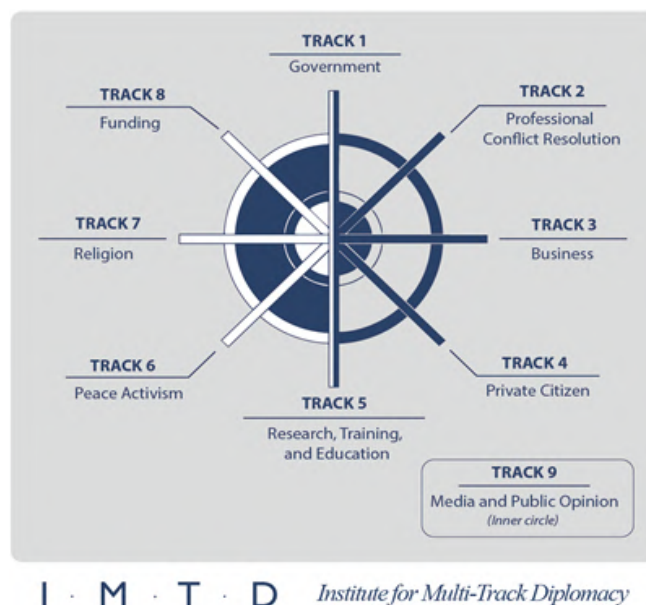 TRACK 1
Government
TRACK 8
Funding
TRACK 2
Professional
Conflict Resolution
TRACK 7
Religion
TRACK 3
Business
TRACK 6
Peace Activism
TRACK 4
Private Citizen
TRACK 5
Research, Training,
and Education
TRACK 9
Media and Public Opinion
(Inner circle)
I · M · T · D Institute for Multi-Track Diplomacy